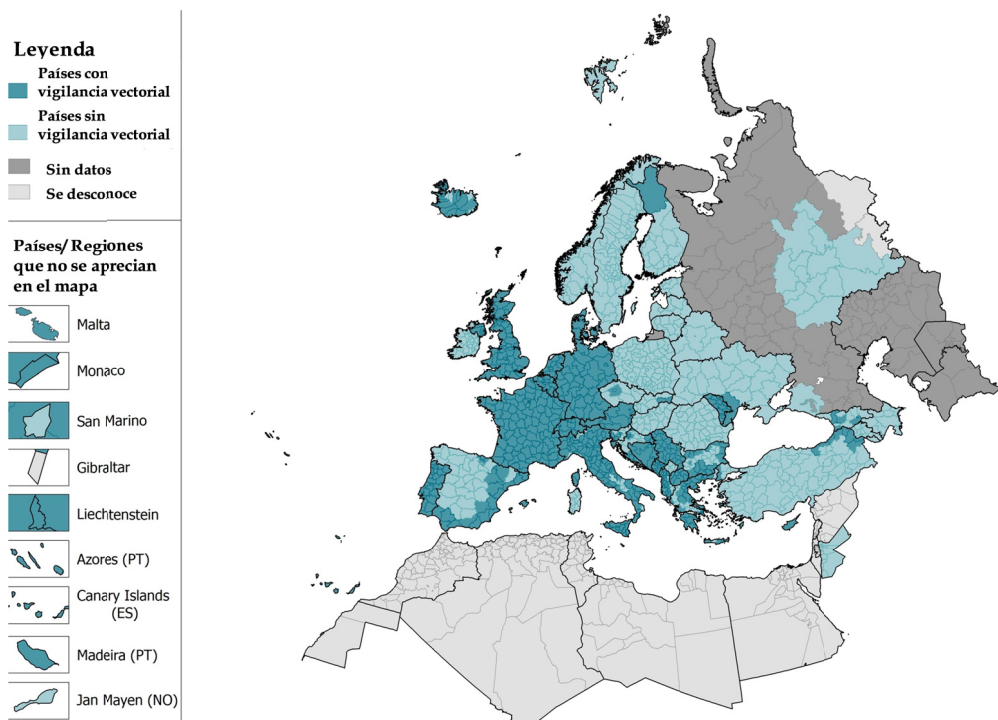 Leyenda
Países con
vigilancia vectorial
Países sin
vigilancia vectorial
Sin datos
Se desconoce
Países/ Regiones
que no se aprecian
en el mapa
Malta
Monaco
San Marino
Gibraltar
Liechtenstein
Azores (PT)
Canary Islands
(ES)
Madeira (PT)
Jan Mayen (NO)